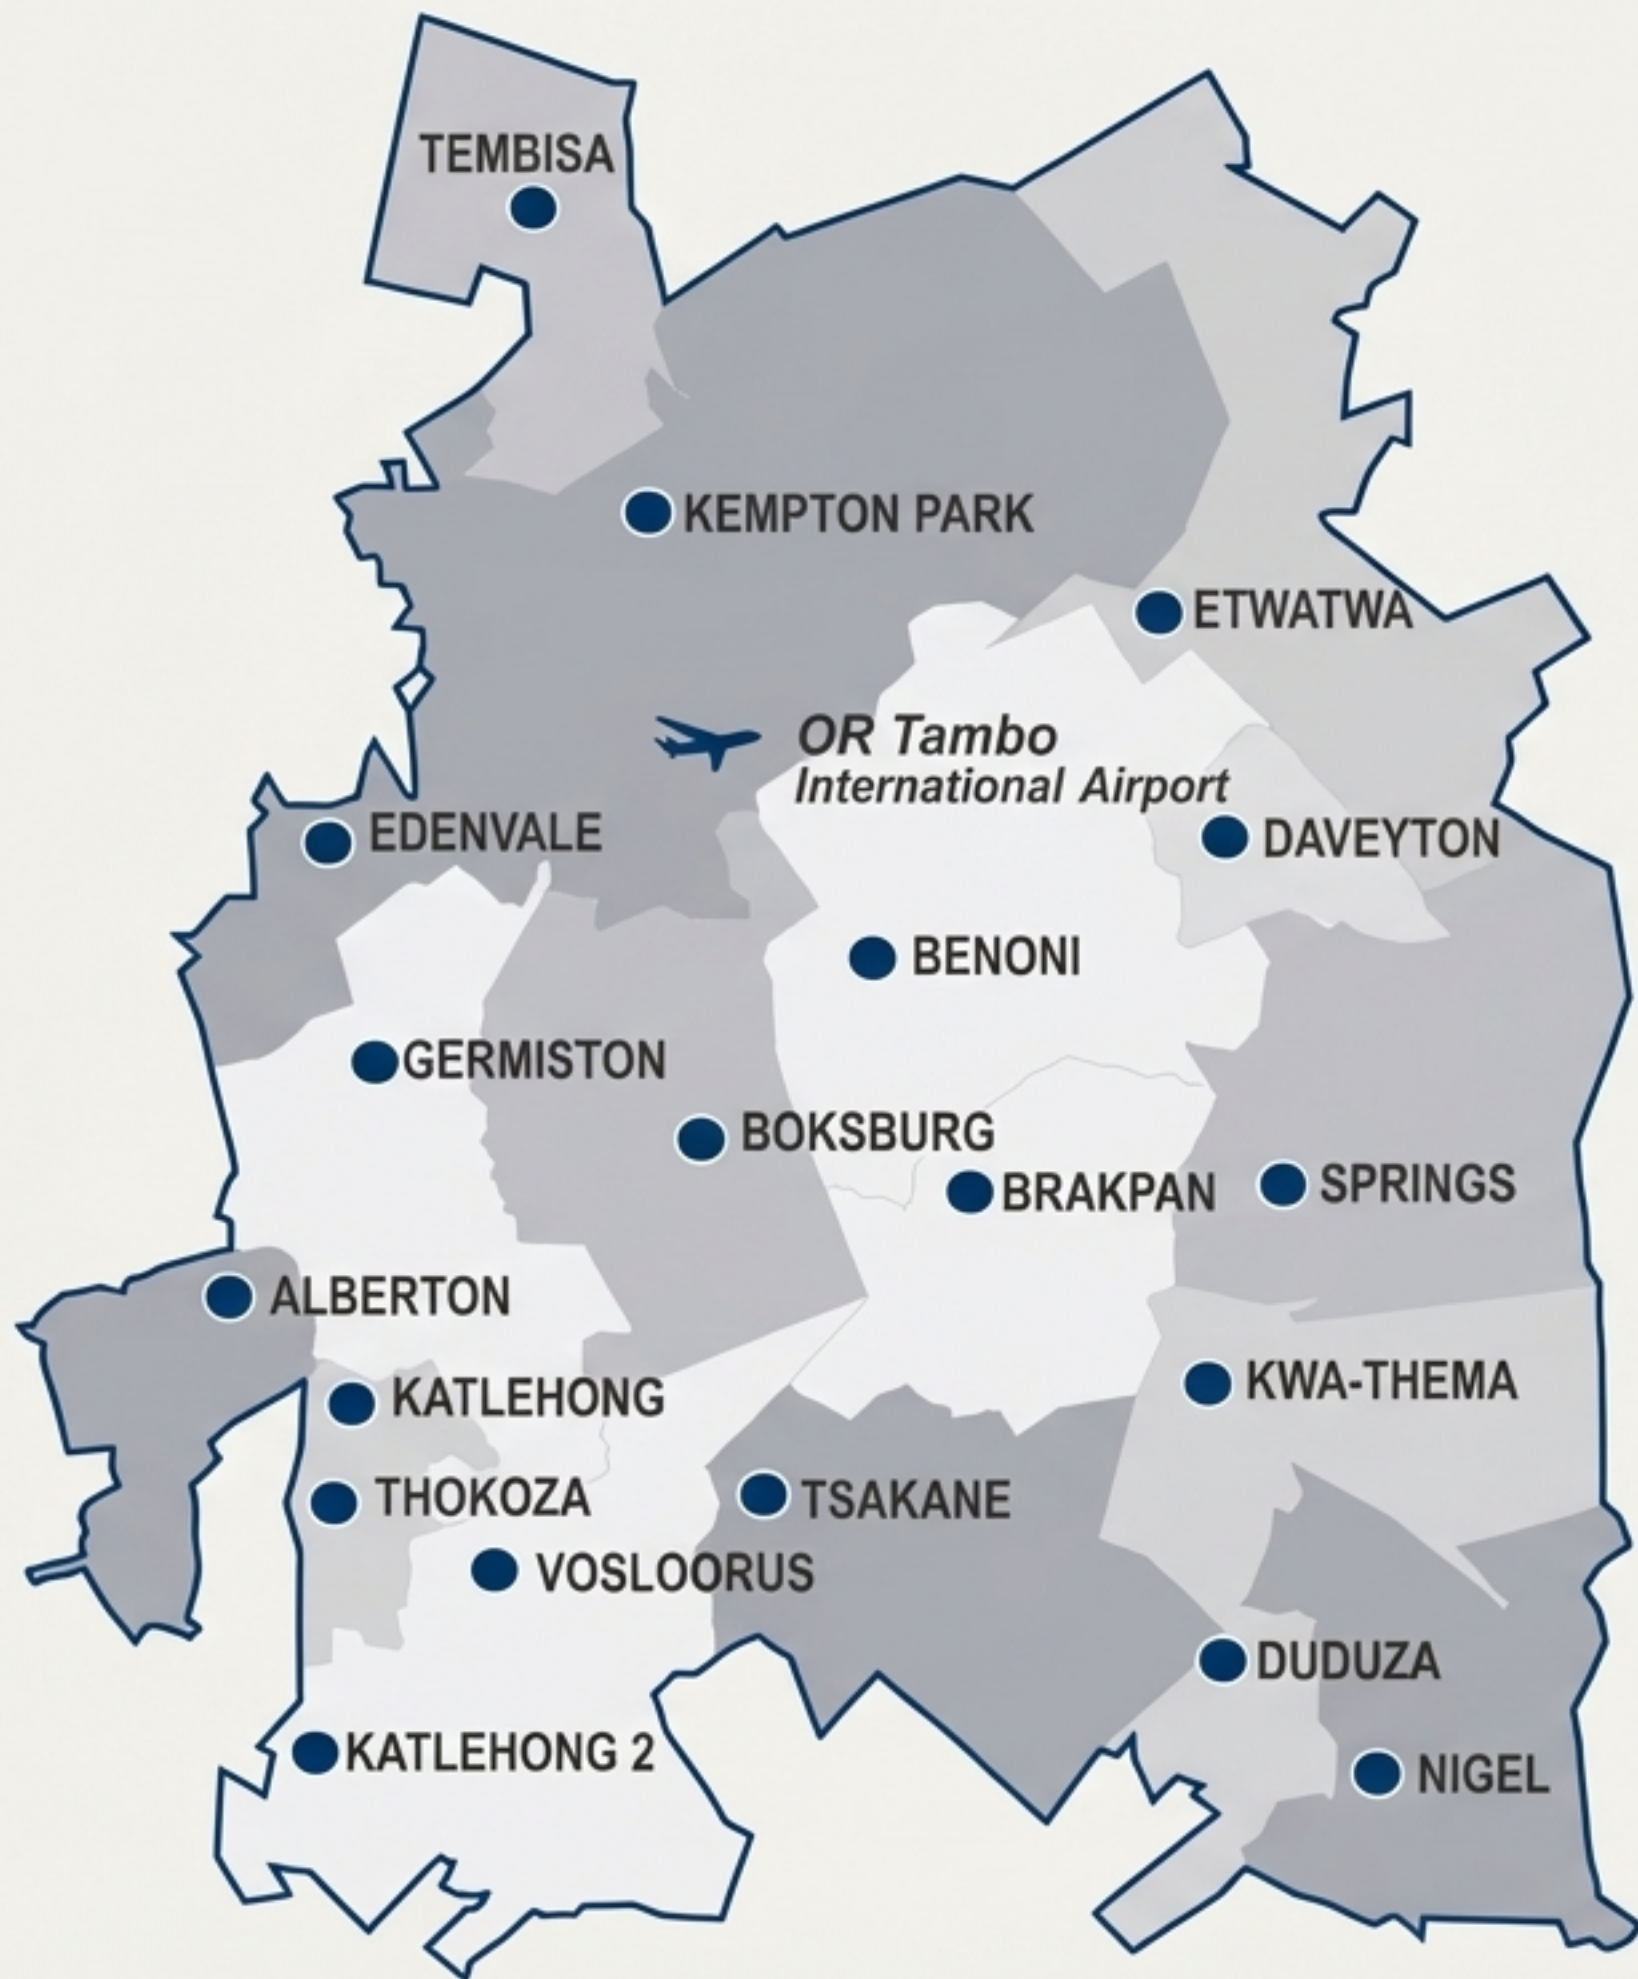 TEMBISA
KEMPTON PARK
ETWATWA
OR Tambo
International Airport
EDENVALE
DAVEYTON
BENONI
GERMISTON
BOKSBURG
BRAKPAN
SPRINGS
ALBERTON
KATLEHONG
KWA-THEMA
THOKOZA
TSAKANE
VOSLOORUS
DUDUZA
KATLEHONG 2
NIGEL